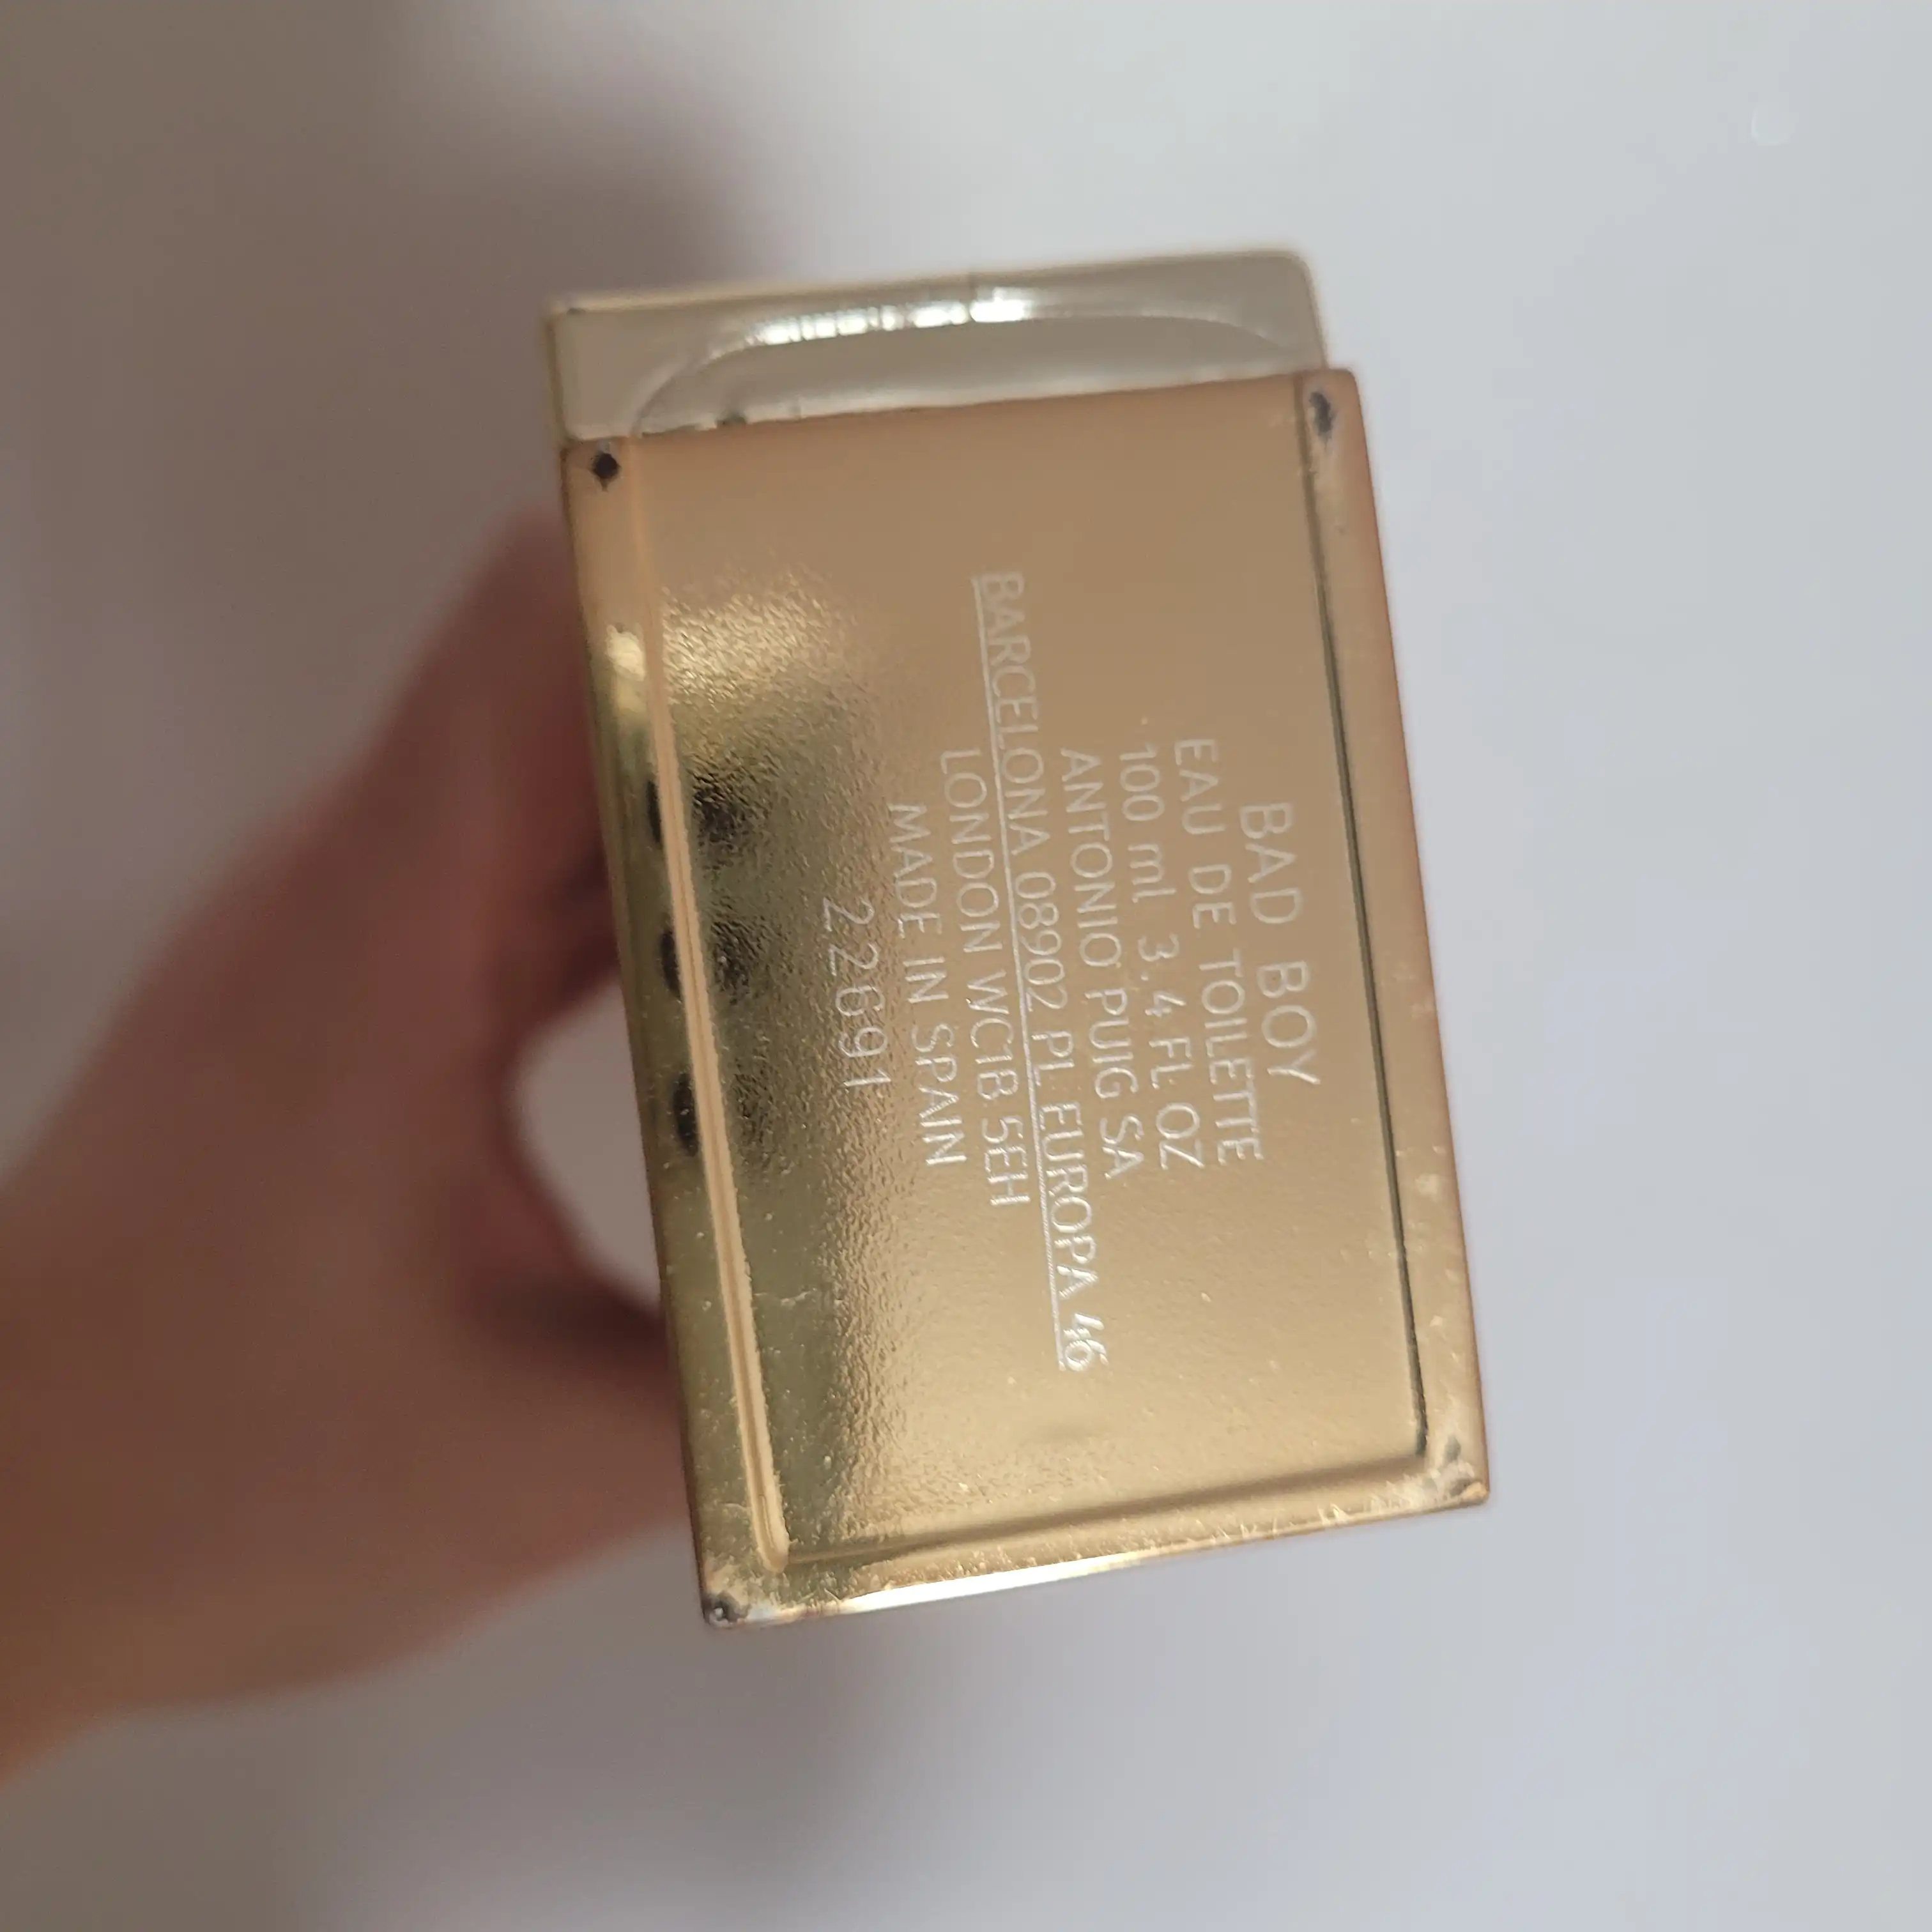 BAD BOY
EAU DE TOILETTE
100 ml 3.4 FL. OZ
ANTONIO PUIG SA
BARCELONA 08902 PL. EUROPA 46
LONDON WC1B 5EH
MADE IN SPAIN
22691